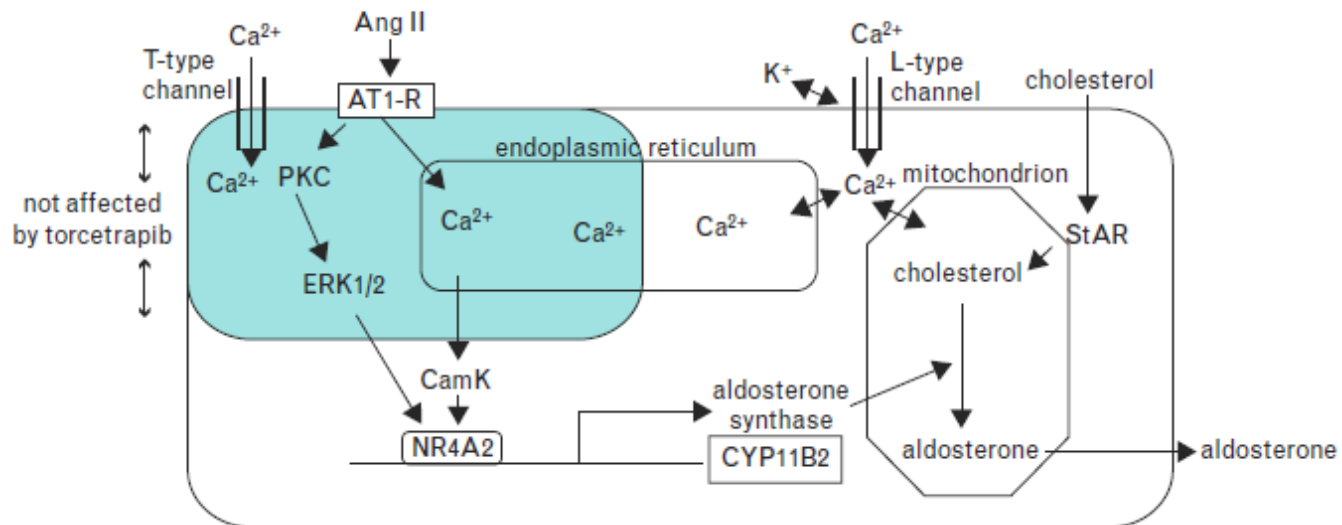 Ang II
Ca²⁺
T-type
channel
AT1-R
Ca²⁺
L-type
channel
K⁺
cholesterol
endoplasmic reticulum
Ca²⁺
PKC
Ca²⁺
mitochondrion
not affected
by torcetrapib
Ca²⁺
Ca²⁺
Ca²⁺
StAR
cholesterol
ERK1/2
CamK
aldosterone
synthase
NR4A2
CYP11B2
aldosterone
aldosterone